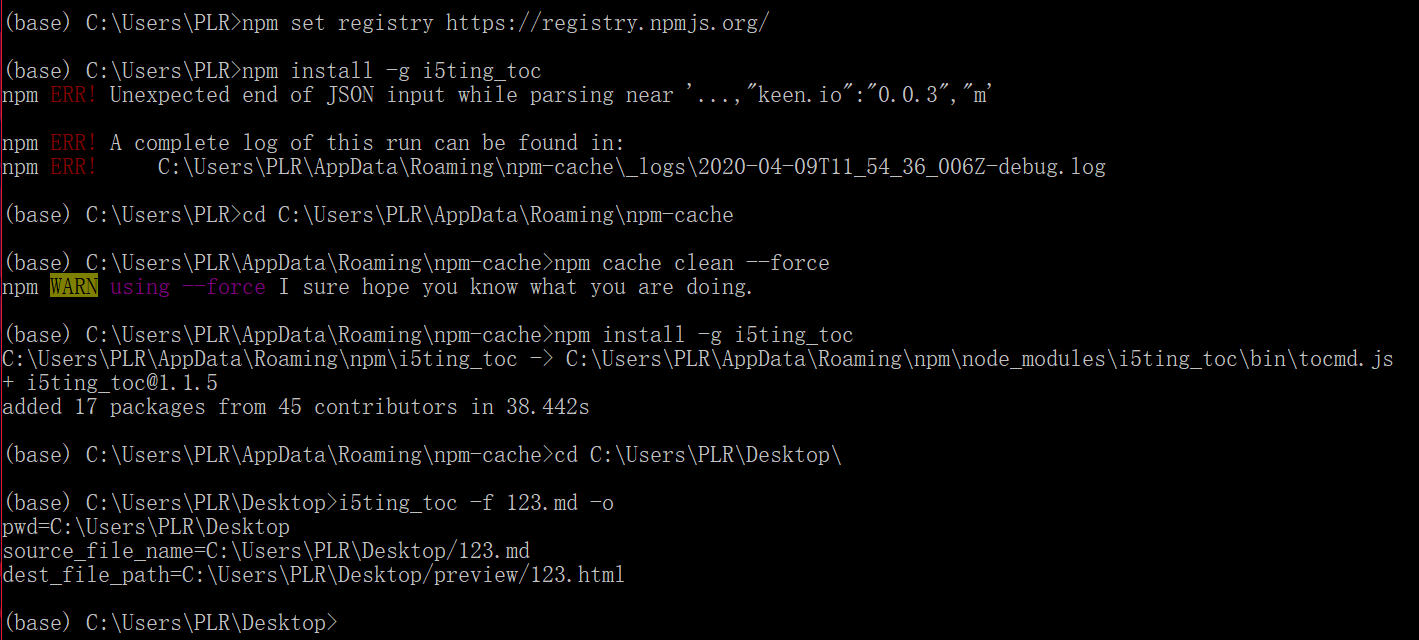 (base) C:\Users\PLR>npm set registry https://registry.npmjs.org/
(base) C:\Users\PLR>npm install -g i5ting_toc
npm ERR! Unexpected end of JSON input while parsing near '...,"keen.io":"0.0.3","m'
npm ERR! A complete log of this run can be found in:
npm ERR!     C:\Users\PLR\AppData\Roaming\npm-cache\_logs\2020-04-09T11_54_36_006Z-debug.log
(base) C:\Users\PLR>cd C:\Users\PLR\AppData\Roaming\npm-cache
(base) C:\Users\PLR\AppData\Roaming\npm-cache>npm cache clean --force
npm WARN using --force I sure hope you know what you are doing.
(base) C:\Users\PLR\AppData\Roaming\npm-cache>npm install -g i5ting_toc
C:\Users\PLR\AppData\Roaming\npm\i5ting_toc -> C:\Users\PLR\AppData\Roaming\npm\node_modules\i5ting_toc\bin\tocmd.js
+ i5ting_toc@1.1.5
added 17 packages from 45 contributors in 38.442s
(base) C:\Users\PLR\AppData\Roaming\npm-cache>cd C:\Users\PLR\Desktop\
(base) C:\Users\PLR\Desktop>i5ting_toc -f 123.md -o
pwd=C:\Users\PLR\Desktop
source_file_name=C:\Users\PLR\Desktop/123.md
dest_file_path=C:\Users\PLR\Desktop/preview/123.html
(base) C:\Users\PLR\Desktop>